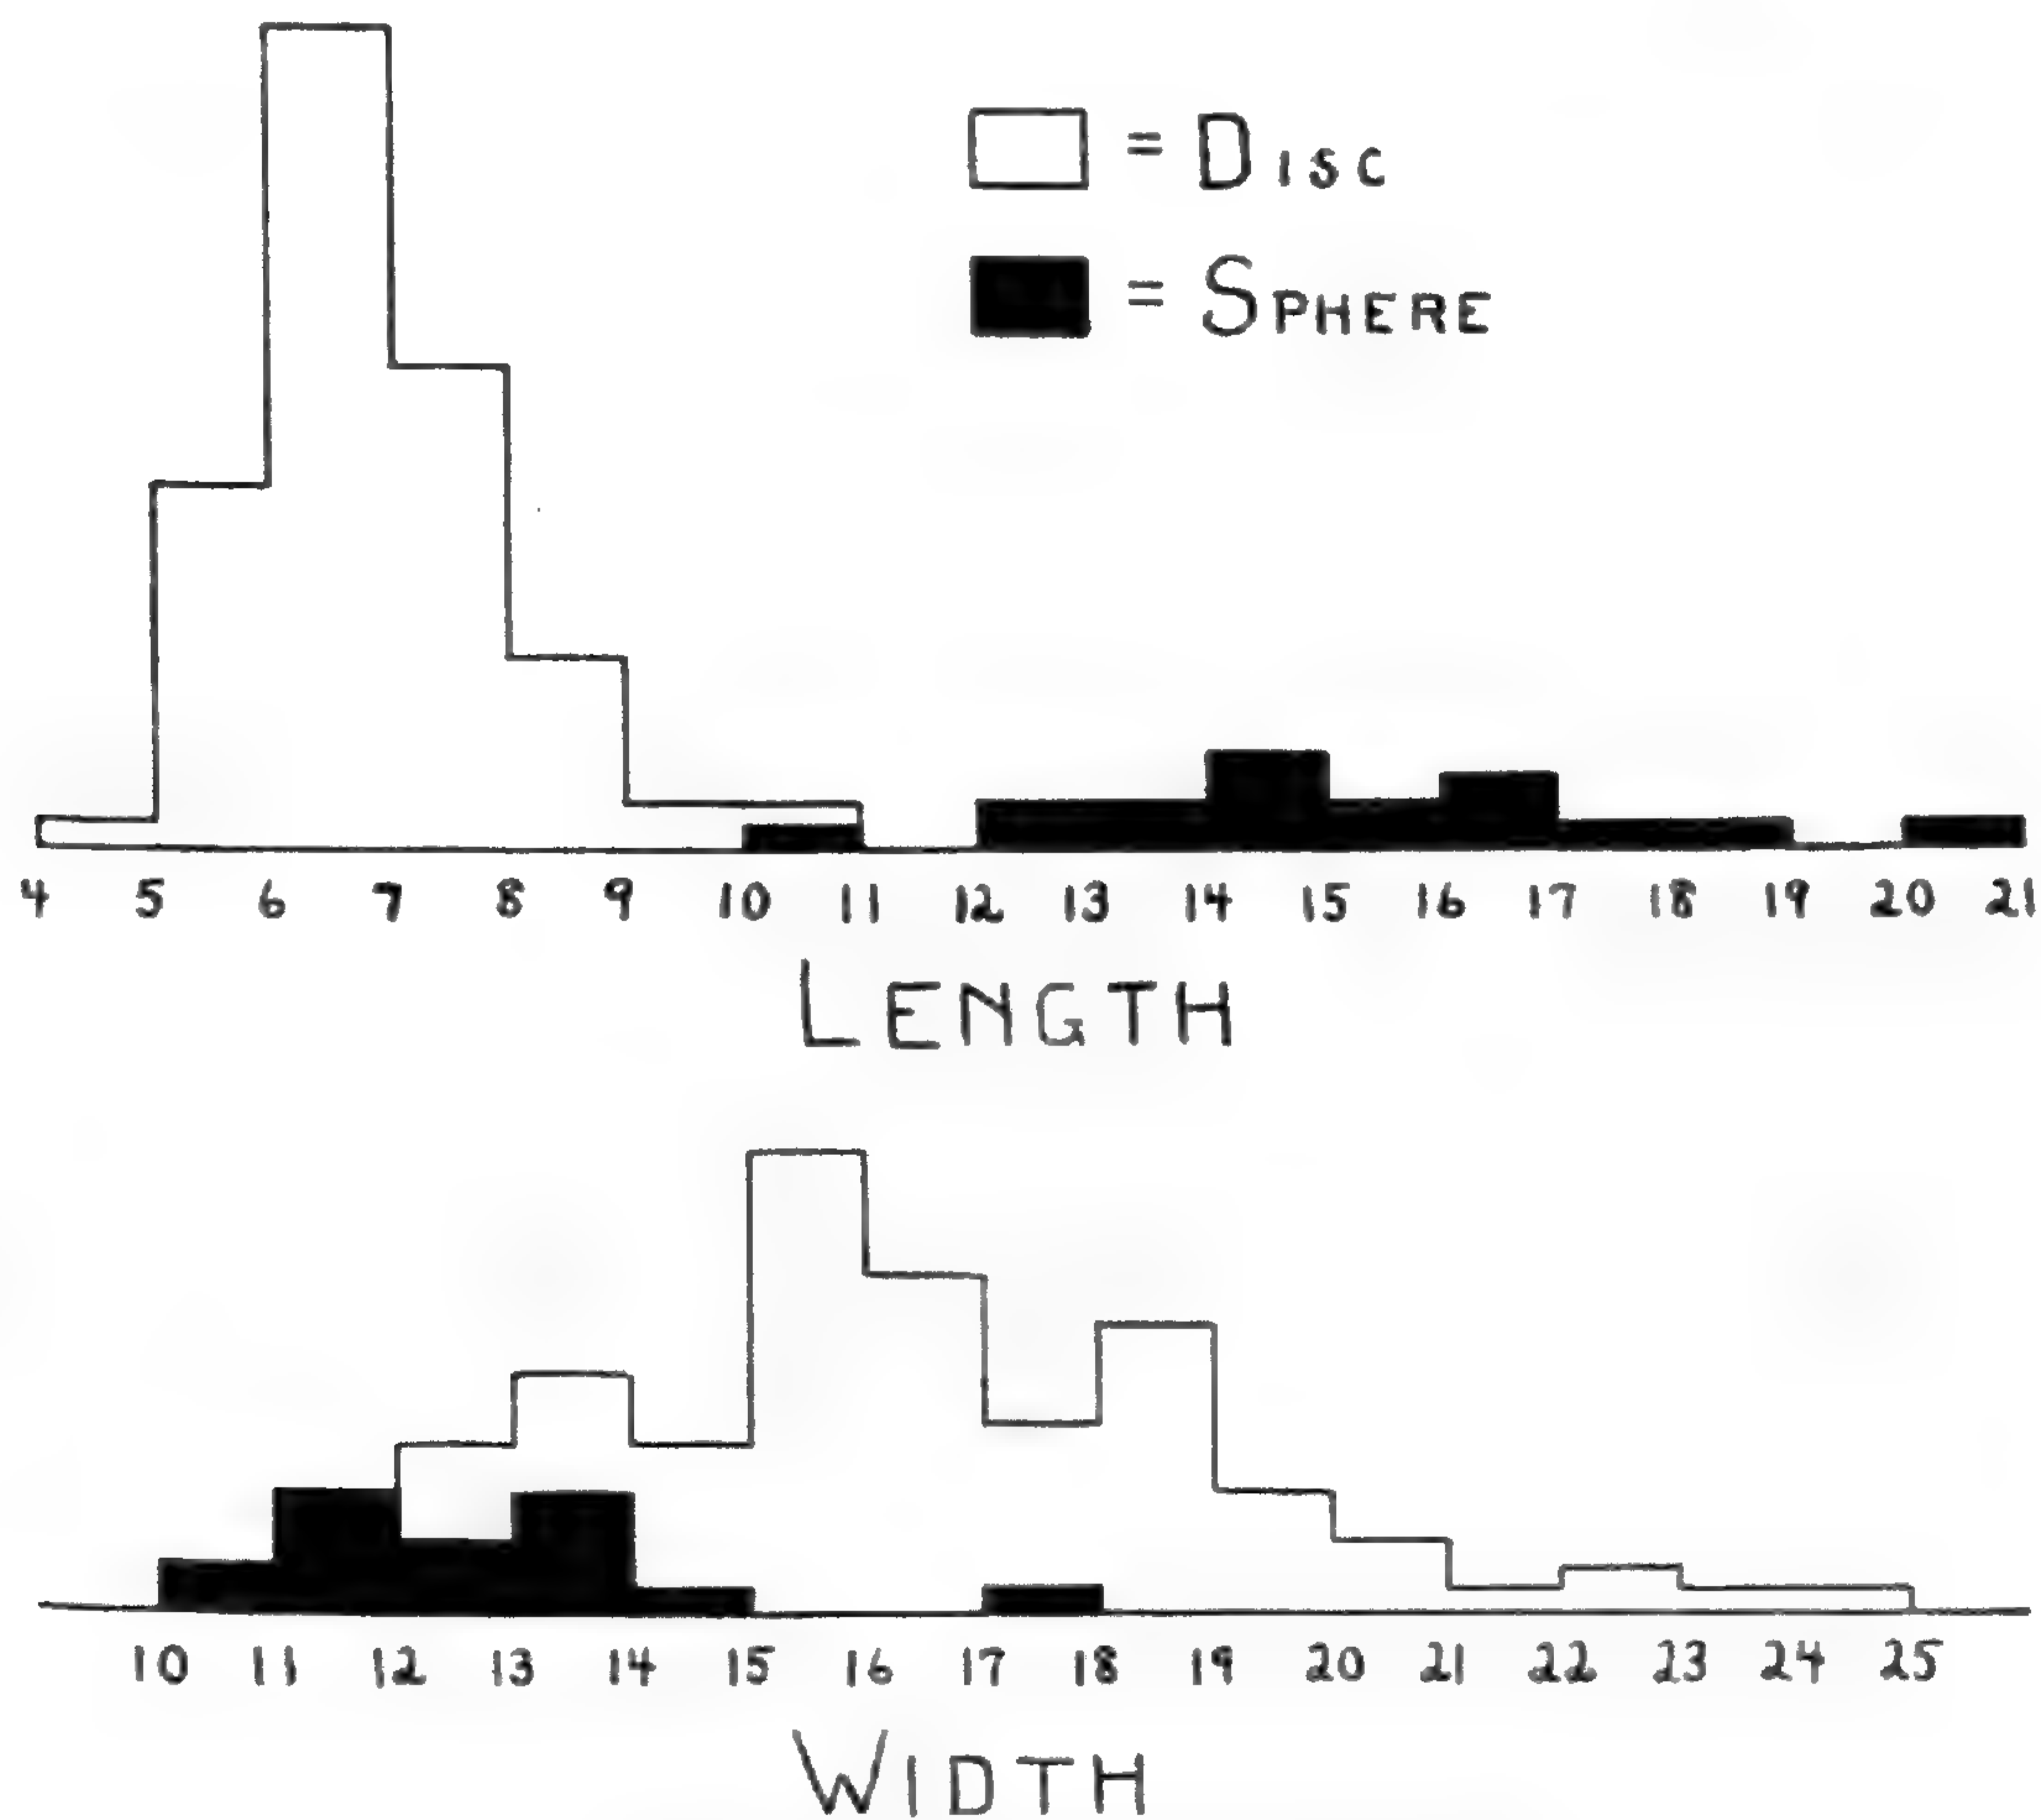 = DISC
= SPHERE
4 5 6 7 8 9 10 11 12 13 14 15 16 17 18 19 20 21
LENGTH
10 11 12 13 14 15 16 17 18 19 20 21 22 23 24 25
WIDTH